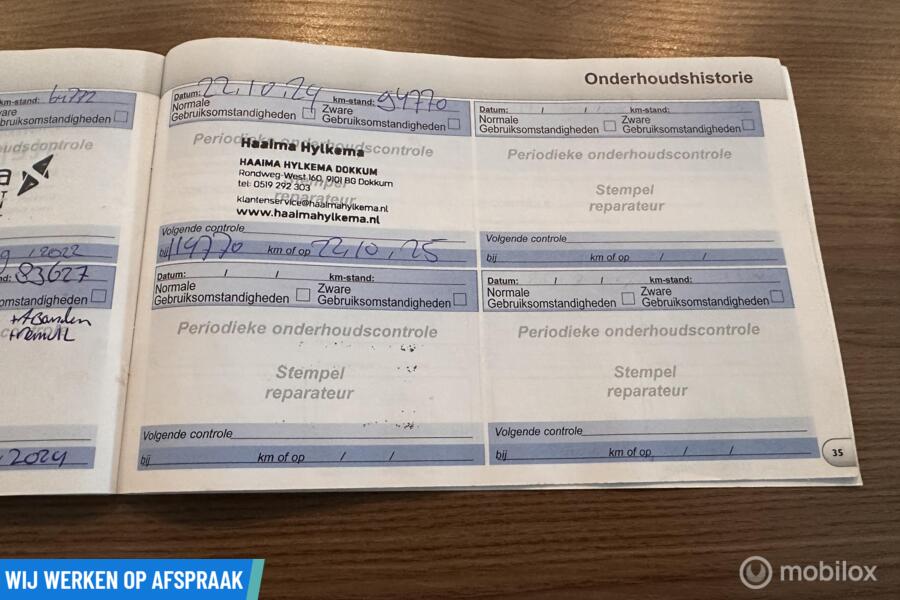 Onderhoudshistorie
km-stand:
Gebruiksomstandigheden
83627
omstandigheden
2022
2024
Datum: 22.10.24 km-stand: 94770
Normale Zware
Gebruiksomstandigheden Gebruiksomstandigheden
Periodieke onderhoudscontrole
Haaima Hylkema
HAAIMA HYLKEMA DOKKUM
Rondweg-West 160, 9101 BG Dokkum
tel: 0519 292 303
klantenservice@haaimahylkema.nl
www.haaimahylkema.nl
Volgende controle
bij 119770 km of op 22.10.25
Datum: / / km-stand:
Normale Zware
Gebruiksomstandigheden Gebruiksomstandigheden
Periodieke onderhoudscontrole
Stempel
reparateur
Volgende controle
bij km of op / /
Datum: / / km-stand:
Normale Zware
Gebruiksomstandigheden Gebruiksomstandigheden
Periodieke onderhoudscontrole
Stempel
reparateur
Volgende controle
bij km of op / /
Datum: / / km-stand:
Normale Zware
Gebruiksomstandigheden Gebruiksomstandigheden
Periodieke onderhoudscontrole
Stempel
reparateur
Volgende controle
bij km of op / /
35
WIJ WERKEN OP AFSPRAAK
mobilox